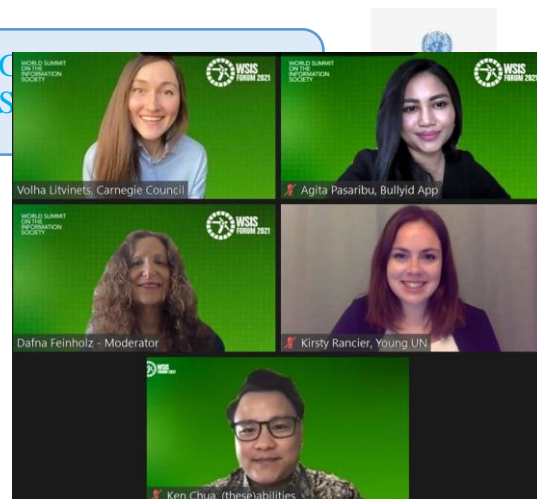 WORLD SUMMIT
ON THE
INFORMATION
SOCIETY
WSIS
FORUM 2021
WORLD SUMMIT
ON THE
INFORMATION
SOCIETY
WSIS
FORUM 2021
Volha Litvinets, Carnegie Council
Agita Pasaribu, Bullyid App
WORLD SUMMIT
ON THE
INFORMATION
SOCIETY
WSIS
FORUM 2021
Dafna Feinholz - Moderator
Kirsty Rancier, Young UN
WSIS
FORUM 2021
Ken Chua, (these)abilities